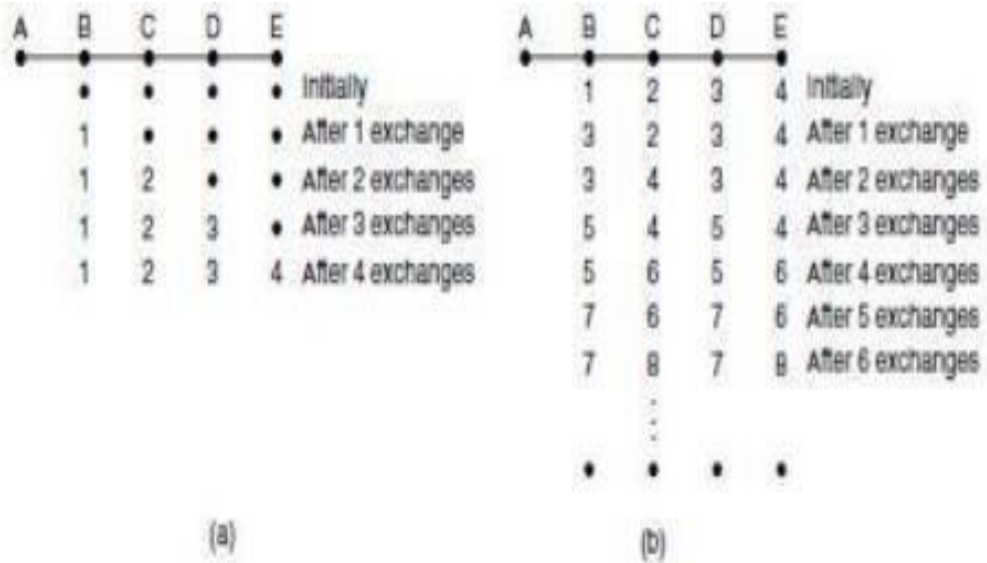 A B C D E
• • • • Initially
1 • • • After 1 exchange
1 2 • • After 2 exchanges
1 2 3 • After 3 exchanges
1 2 3 4 After 4 exchanges
(a)
A B C D E
1 2 3 4 Initially
3 2 3 4 After 1 exchange
3 4 3 4 After 2 exchanges
5 4 5 4 After 3 exchanges
5 6 5 6 After 4 exchanges
7 6 7 6 After 5 exchanges
7 8 7 8 After 6 exchanges
• • • •
(b)